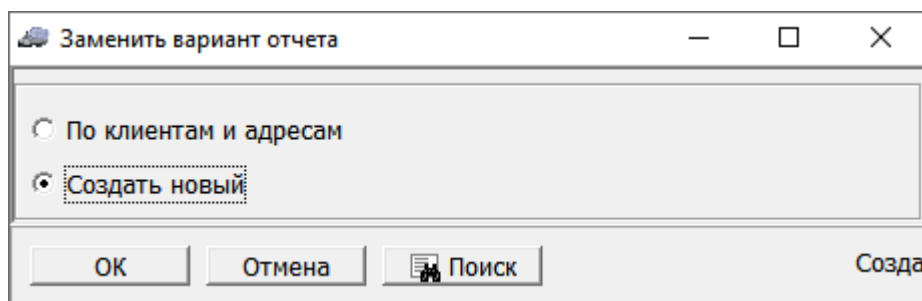 Заменить вариант отчета
По клиентам и адресам
Создать новый
ОК Отмена Поиск Созда